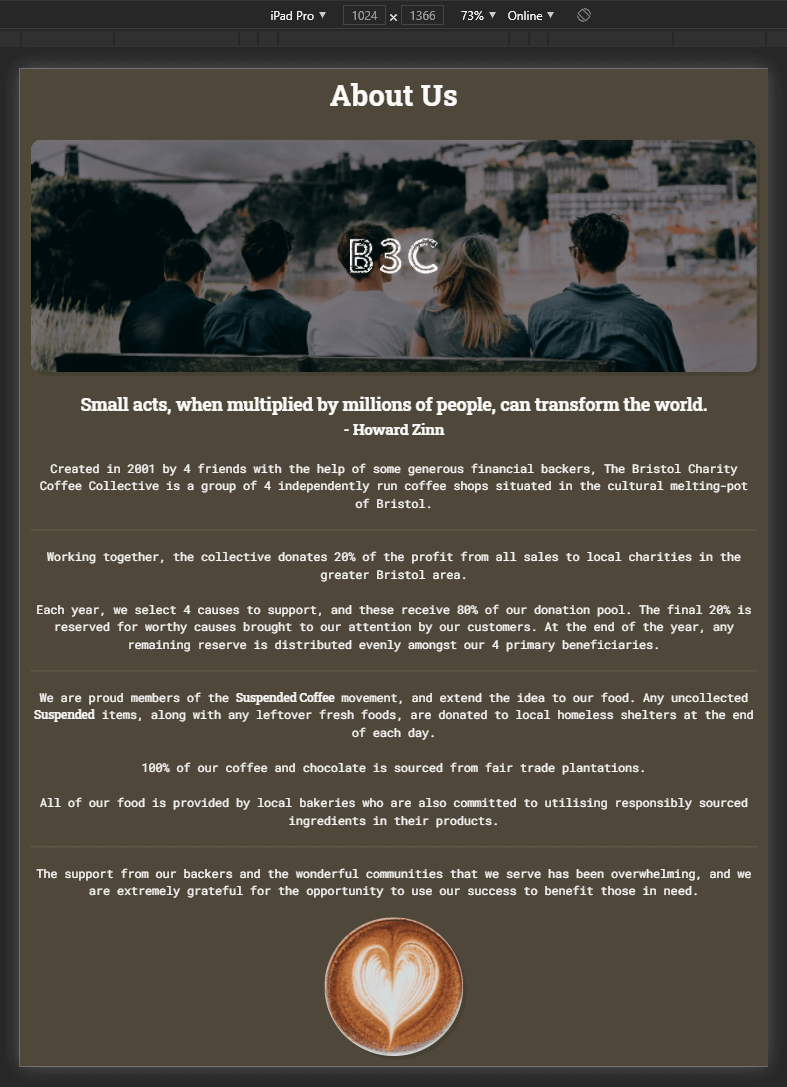 iPad Pro ▼ 1024 × 1366 73% ▼ Online ▼
About Us
B3C
Small acts, when multiplied by millions of people, can transform the world.
- Howard Zinn
Created in 2001 by 4 friends with the help of some generous financial backers, The Bristol Charity
Coffee Collective is a group of 4 independently run coffee shops situated in the cultural melting-pot
of Bristol.
Working together, the collective donates 20% of the profit from all sales to local charities in the
greater Bristol area.
Each year, we select 4 causes to support, and these receive 80% of our donation pool. The final 20% is
reserved for worthy causes brought to our attention by our customers. At the end of the year, any
remaining reserve is distributed evenly amongst our 4 primary beneficiaries.
We are proud members of the Suspended Coffee movement, and extend the idea to our food. Any uncollected
Suspended items, along with any leftover fresh foods, are donated to local homeless shelters at the end
of each day.
100% of our coffee and chocolate is sourced from fair trade plantations.
All of our food is provided by local bakeries who are also committed to utilising responsibly sourced
ingredients in their products.
The support from our backers and the wonderful communities that we serve has been overwhelming, and we
are extremely grateful for the opportunity to use our success to benefit those in need.